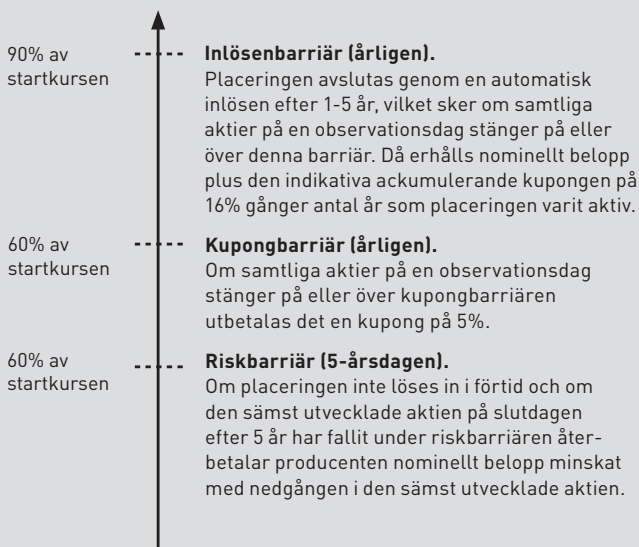 90% av
startkursen
Inlösenbarriär (årligen).
Placeringen avslutas genom en automatisk
inlösen efter 1-5 år, vilket sker om samtliga
aktier på en observationsdag stänger på eller
över denna barriär. Då erhålls nominellt belopp
plus den indikativa ackumulerande kupongen på
16% gånger antal år som placeringen varit aktiv.
60% av
startkursen
Kupongbarriär (årligen).
Om samtliga aktier på en observationsdag
stänger på eller över kupongbarriären
utbetalas det en kupong på 5%.
60% av
startkursen
Riskbarriär (5-årsdagen).
Om placeringen inte löses in i förtid och om
den sämst utvecklade aktien på slutdagen
efter 5 år har fallit under riskbarriären åter-
betalar producenten nominellt belopp minskat
med nedgången i den sämst utvecklade aktien.